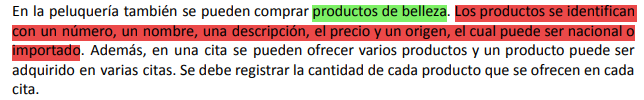 En la peluquería también se pueden comprar productos de belleza. Los productos se identifican
con un número, un nombre, una descripción, el precio y un origen, el cual puede ser nacional o
importado. Además, en una cita se pueden ofrecer varios productos y un producto puede ser
adquirido en varias citas. Se debe registrar la cantidad de cada producto que se ofrecen en cada
cita.